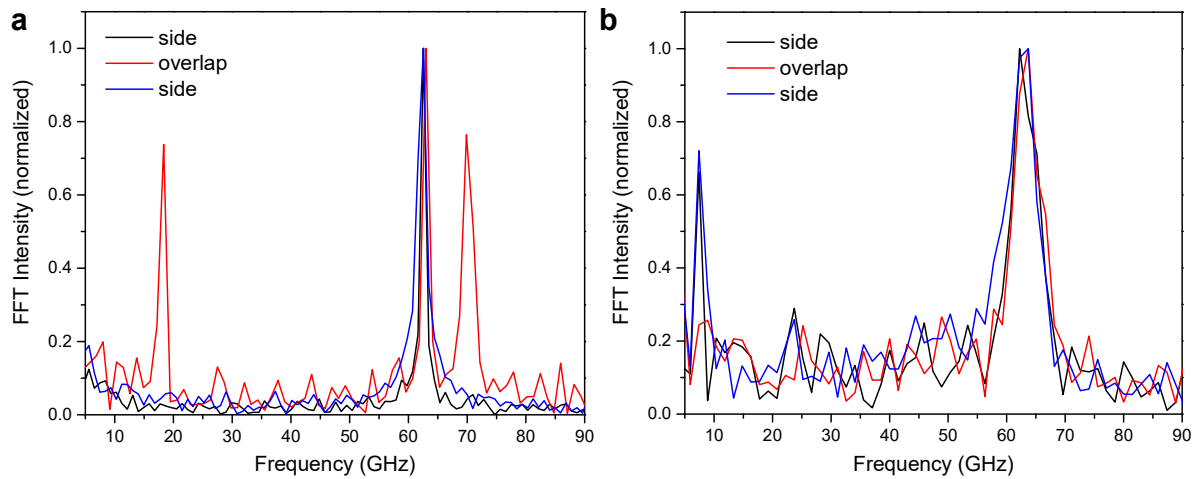 a
side
overlap
side
FFT Intensity (normalized)
1.0
0.8
0.6
0.4
0.2
0.0
10 20 30 40 50 60 70 80 90
Frequency (GHz)
b
side
overlap
side
FFT Intensity (normalized)
1.0
0.8
0.6
0.4
0.2
0.0
10 20 30 40 50 60 70 80 90
Frequency (GHz)